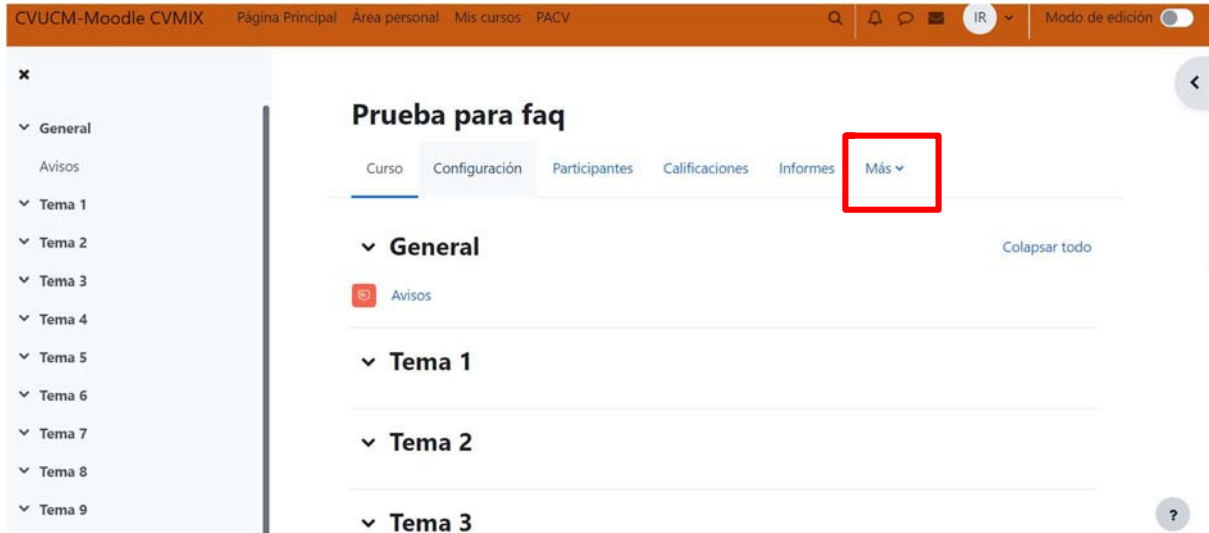 CVUCM-Moodle CVMIX Página Principal Área personal Mis cursos PACV IR Modo de edición
General
Avisos
Tema 1
Tema 2
Tema 3
Tema 4
Tema 5
Tema 6
Tema 7
Tema 8
Tema 9
Prueba para faq
Curso Configuración Participantes Calificaciones Informes Más
General Colapsar todo
Avisos
Tema 1
Tema 2
Tema 3
?